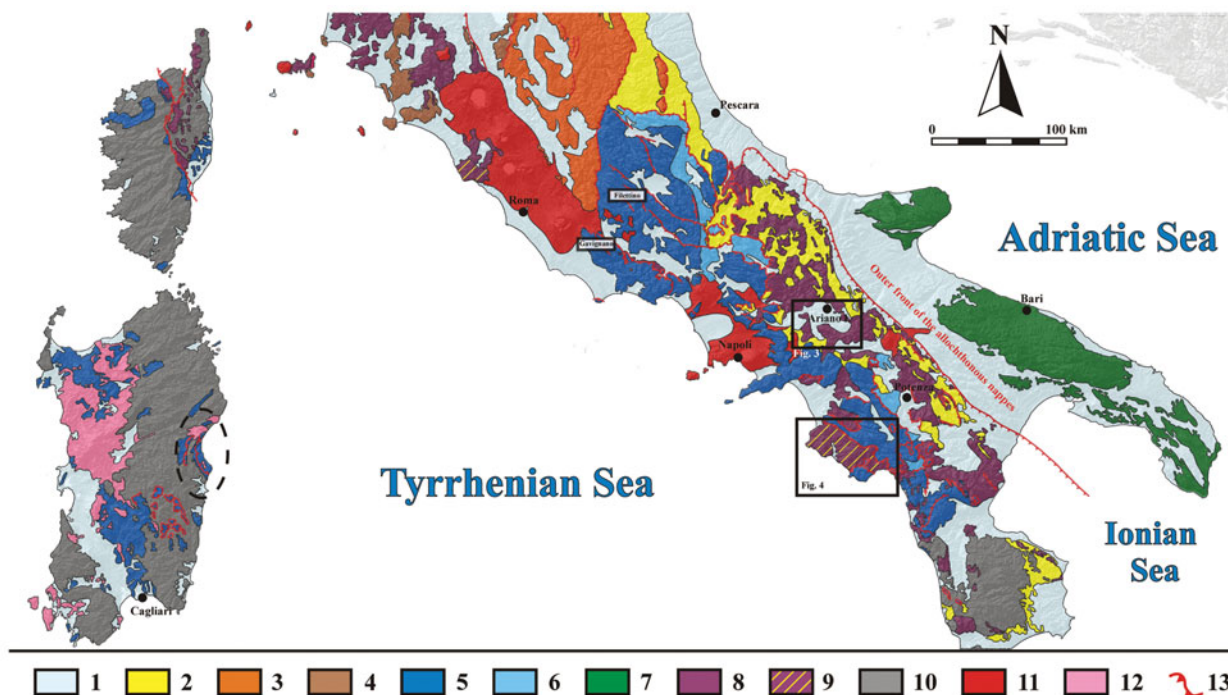 N
Pescara
0 100 km
Filettino
Roma
Gavignano
Adriatic Sea
Outer front of the allochthonous nappes
Bari
Ariano I.
Fig. 3
Napoli
Potenza
Tyrrhenian Sea
Fig. 4
Ionian
Sea
Cagliari
1 2 3 4 5 6 7 8 9 10 11 12 13